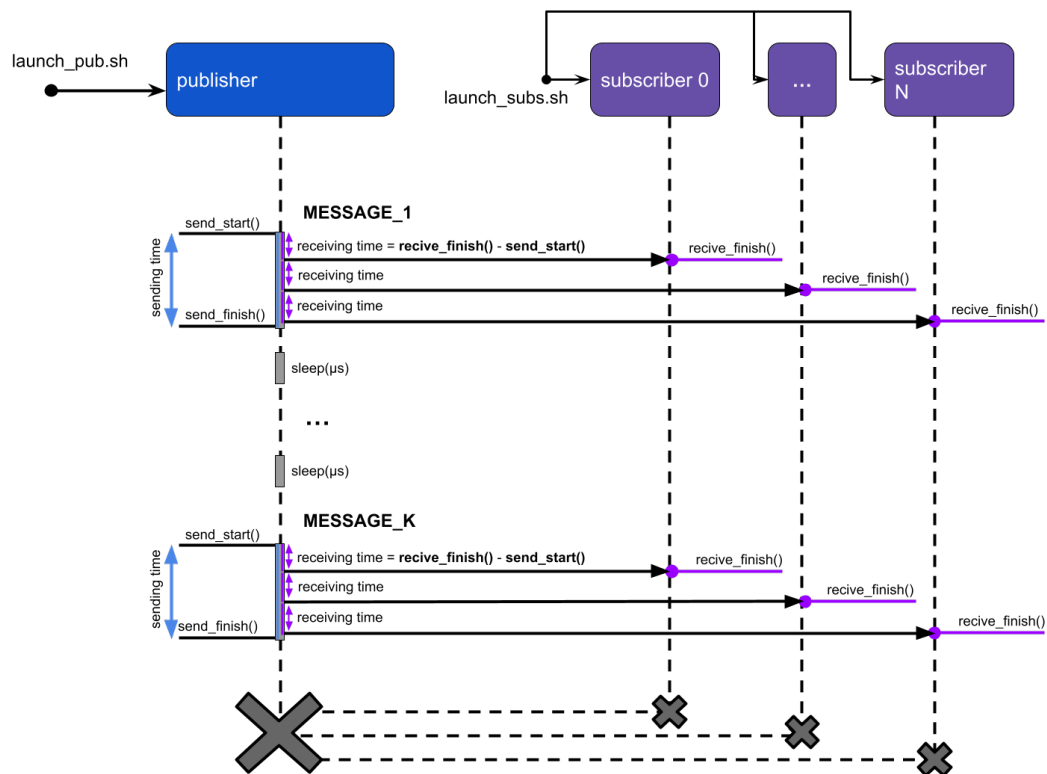 launch_pub.sh
publisher
launch_subs.sh
subscriber 0
...
subscriber
N
MESSAGE_1
send_start()
receiving time = recive_finish() - send_start()
recive_finish()
sending time
receiving time
recive_finish()
receiving time
recive_finish()
send_finish()
sleep(µs)
...
sleep(µs)
MESSAGE_K
send_start()
receiving time = recive_finish() - send_start()
recive_finish()
sending time
receiving time
recive_finish()
receiving time
recive_finish()
send_finish()